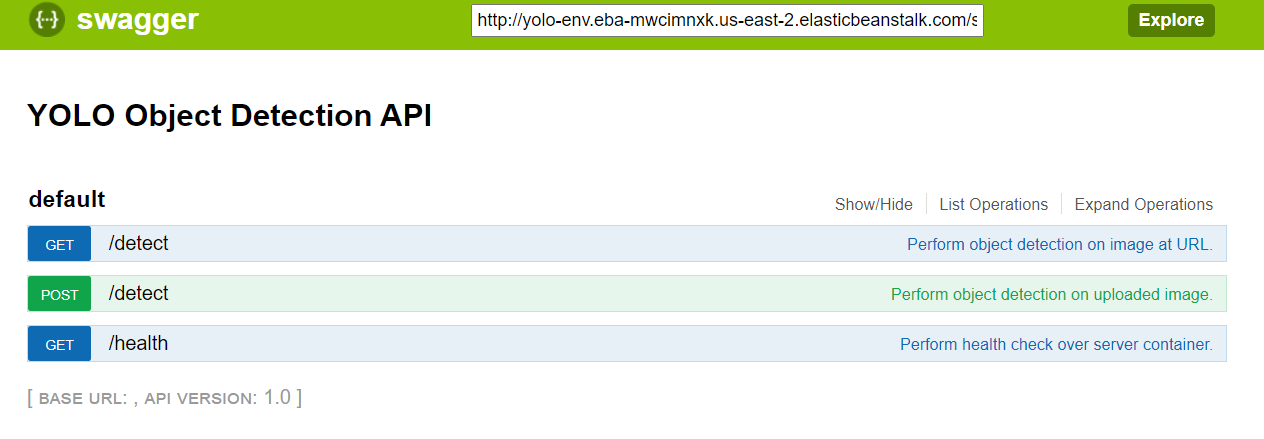 swagger
http://yolo-env.eba-mwcimnxk.us-east-2.elasticbeanstalk.com/s
Explore
YOLO Object Detection API
default
Show/Hide List Operations Expand Operations
GET /detect Perform object detection on image at URL.
POST /detect Perform object detection on uploaded image.
GET /health Perform health check over server container.
[ BASE URL: , API VERSION: 1.0 ]